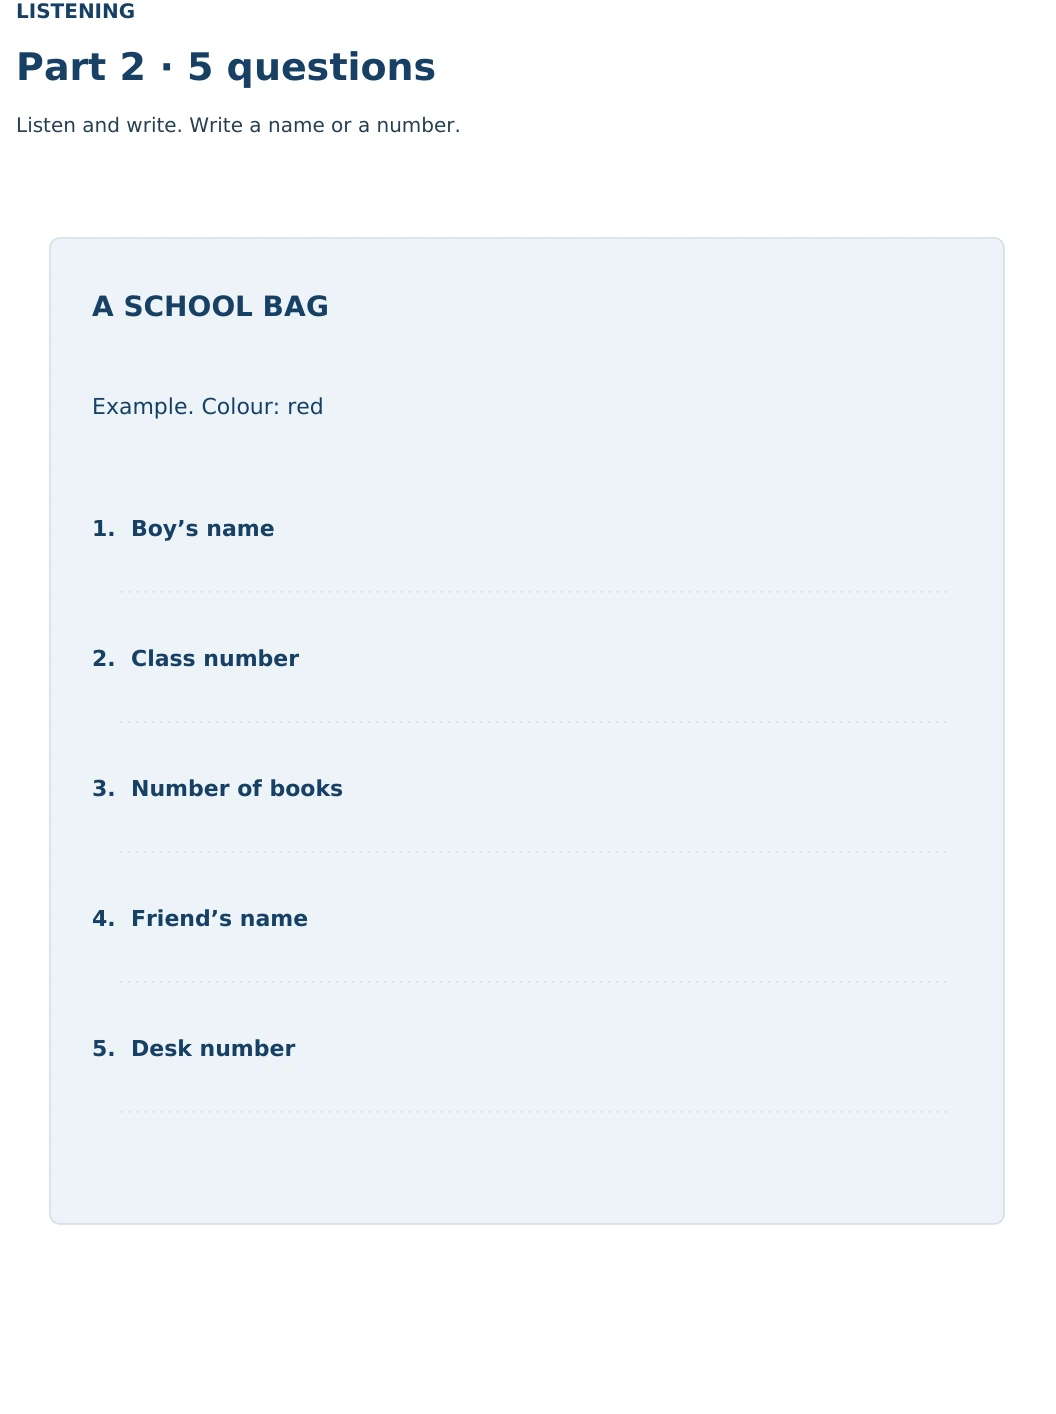 LISTENING
Part 2 · 5 questions
Listen and write. Write a name or a number.
A SCHOOL BAG
Example. Colour: red
1. Boy’s name
2. Class number
3. Number of books
4. Friend’s name
5. Desk number